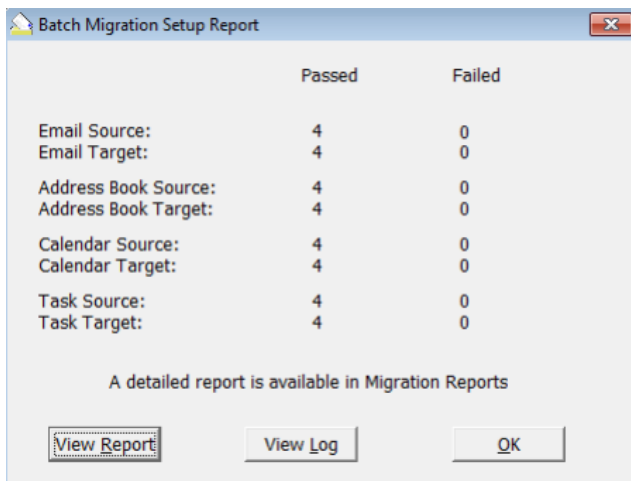 Batch Migration Setup Report
Passed Failed
Email Source: 4 0
Email Target: 4 0
Address Book Source: 4 0
Address Book Target: 4 0
Calendar Source: 4 0
Calendar Target: 4 0
Task Source: 4 0
Task Target: 4 0
A detailed report is available in Migration Reports
View Report View Log OK